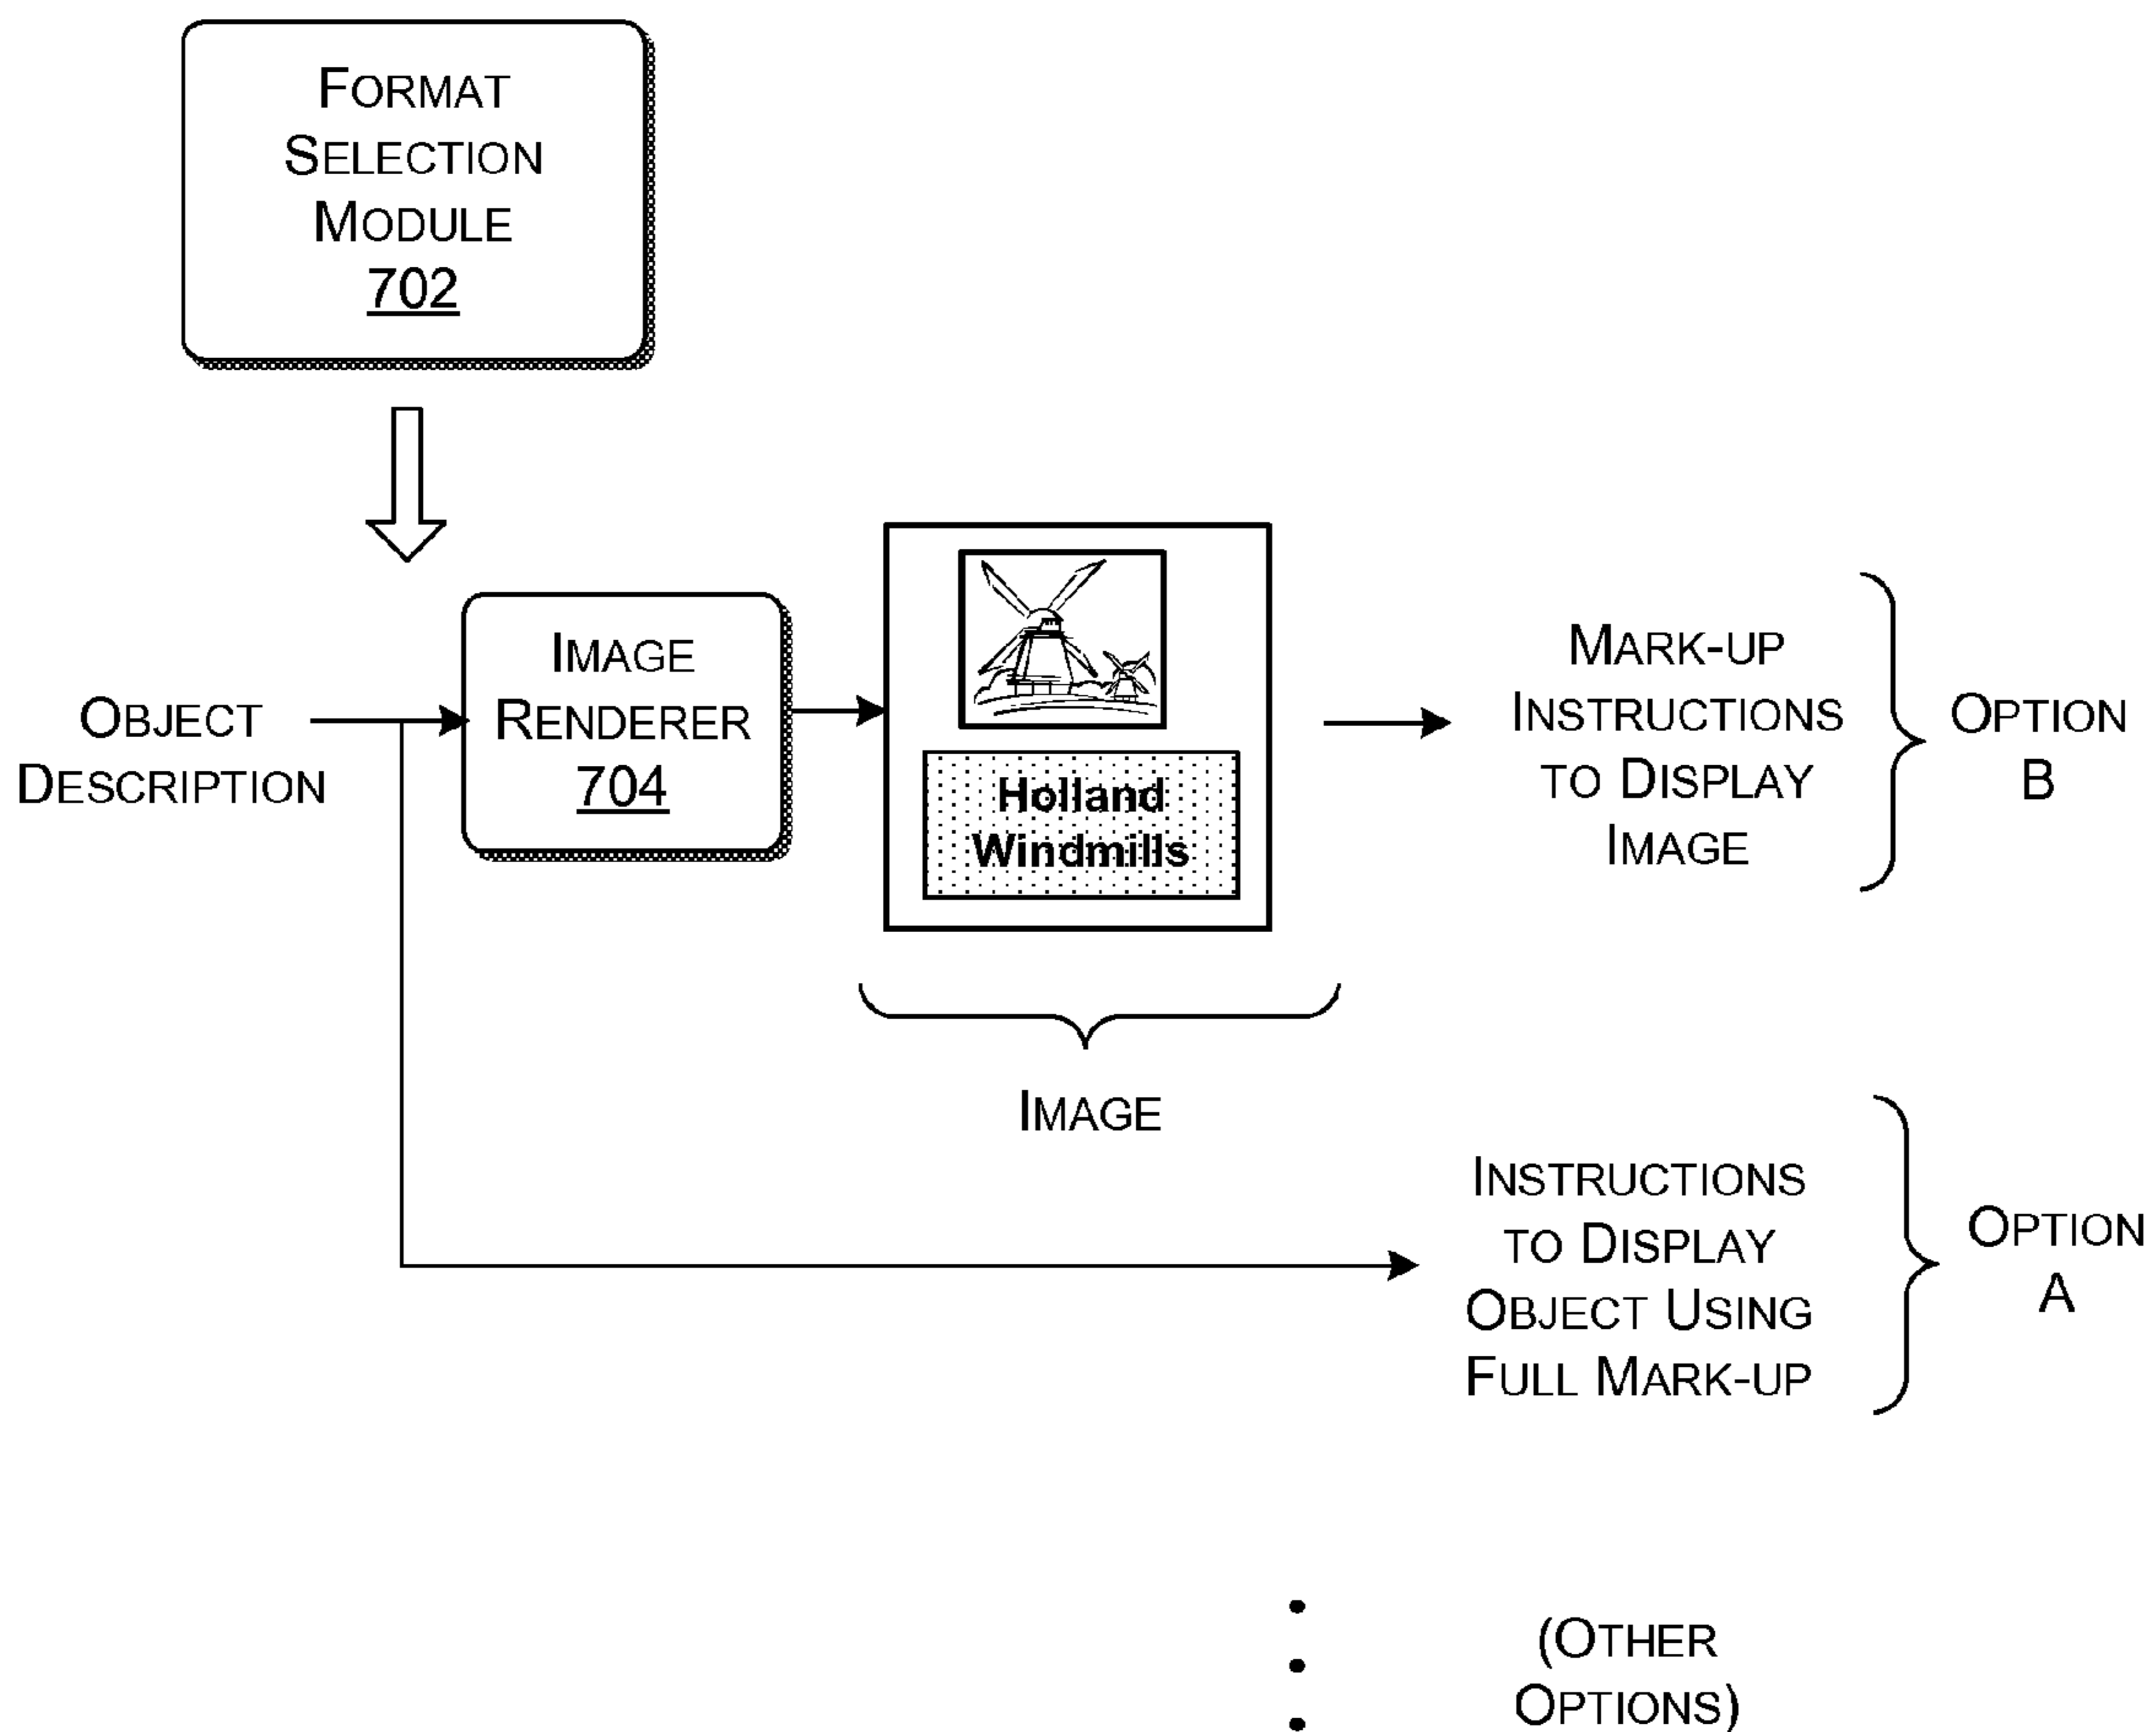 FORMAT
SELECTION
MODULE
702
OBJECT
DESCRIPTION
IMAGE
RENDERER
704
Holland
Windmills
IMAGE
MARK-UP
INSTRUCTIONS
TO DISPLAY
IMAGE
OPTION
B
INSTRUCTIONS
TO DISPLAY
OBJECT USING
FULL MARK-UP
OPTION
A
(OTHER
OPTIONS)